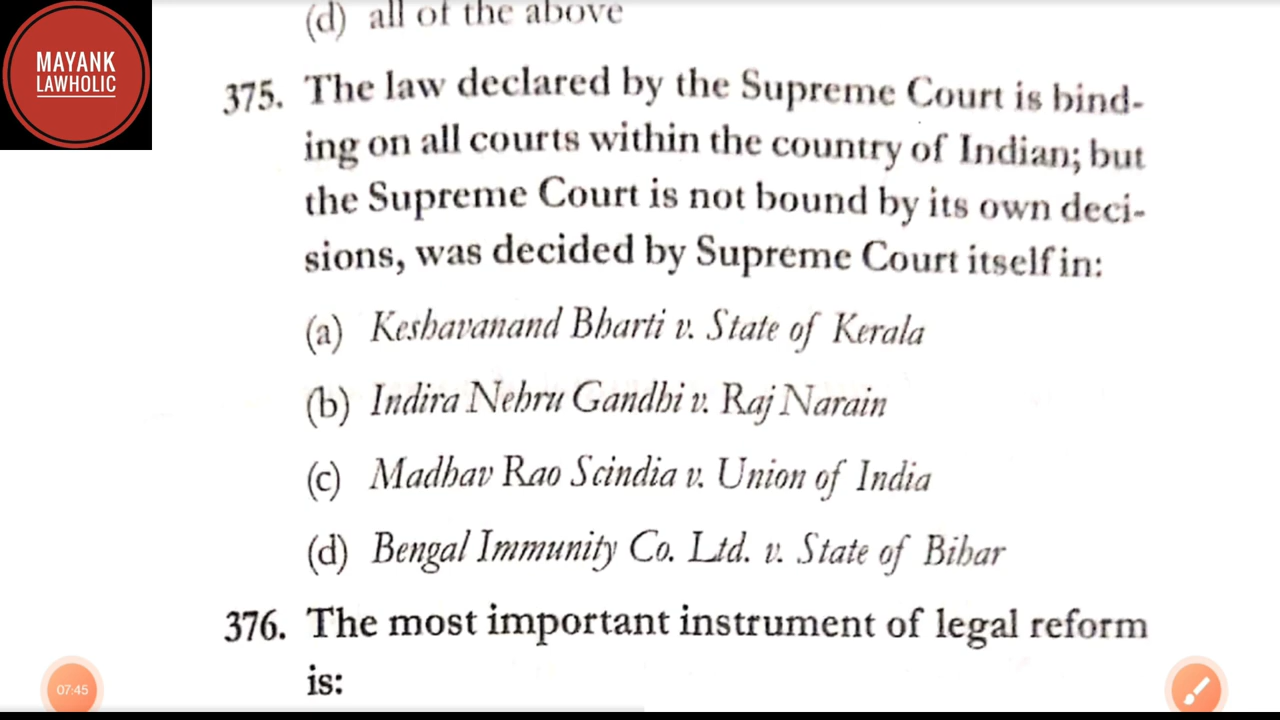 MAYANK
LAWHOLIC
(d) all of the above
375. The law declared by the Supreme Court is bind-
ing on all courts within the country of Indian; but
the Supreme Court is not bound by its own deci-
sions, was decided by Supreme Court itself in:
(a) Keshavanand Bharti v. State of Kerala
(b) Indira Nehru Gandhi v. Raj Narain
(c) Madhav Rao Scindia v. Union of India
(d) Bengal Immunity Co. Ltd. v. State of Bihar
376. The most important instrument of legal reform
is:
07:45